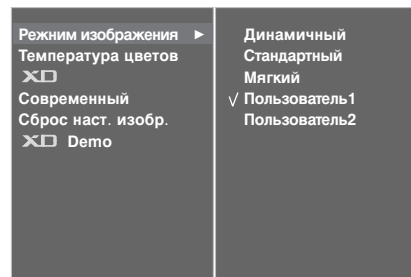 Режим изображения ►
Температура цветов
XD
Современный
Сброс наст. изобр.
XD Demo
Динамичный
Стандартный
Мягкий
√ Пользователь1
Пользователь2